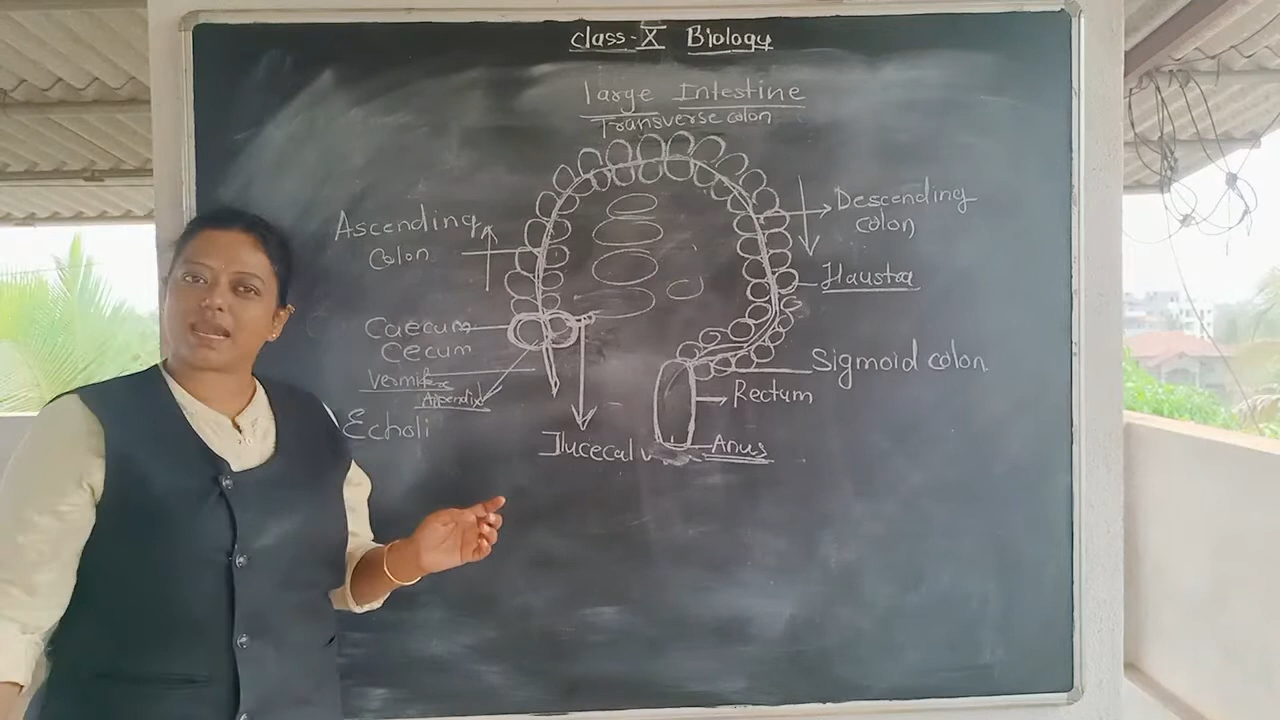 Class-X Biology
large Intestine
Transverse colon
Ascending
Colon
Descending
colon
Haustra
Caecum
Cecum
Sigmoid colon
Appendix
Rectum
Echoli
Ilucecal
Anus